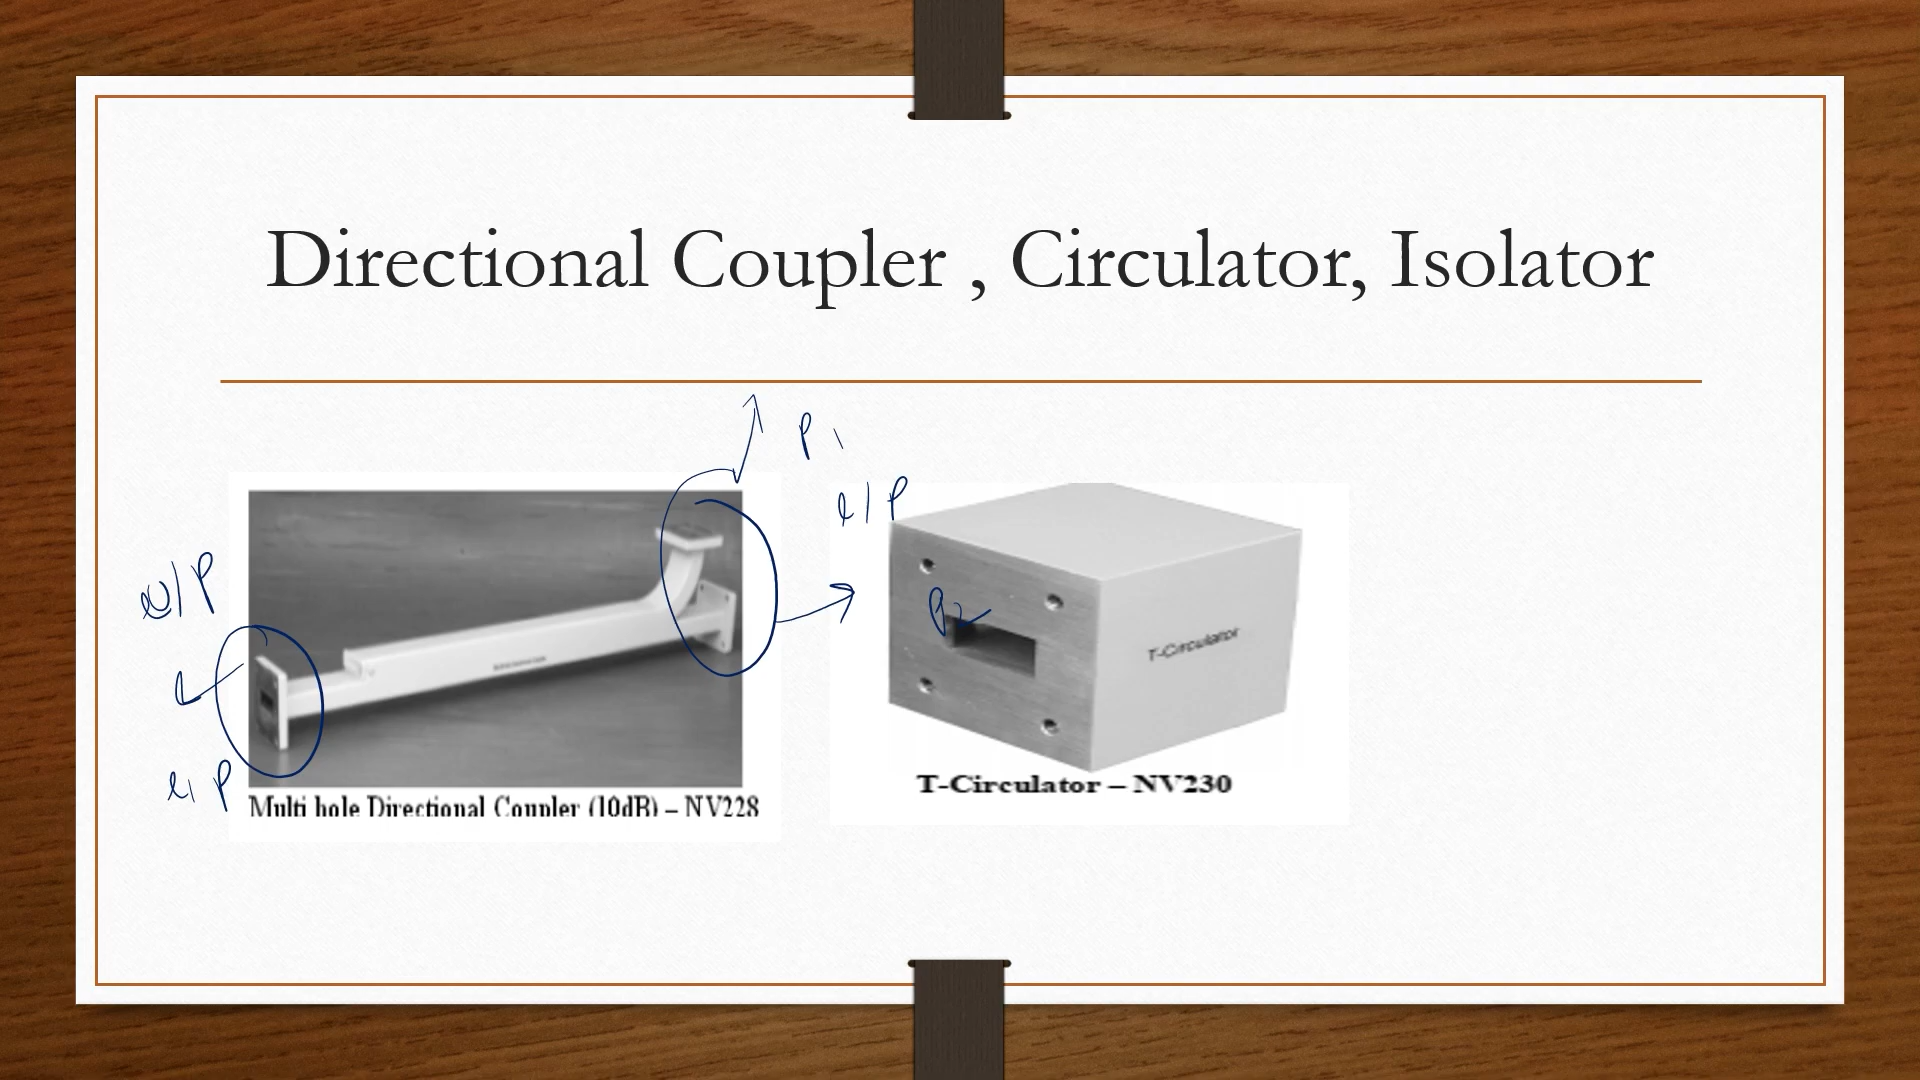 Directional Coupler , Circulator, Isolator
P1
i/P
P2
i/P
T-Circulator
Multi hole Directional Coupler (10dB) – NV228
T-Circulator – NV230